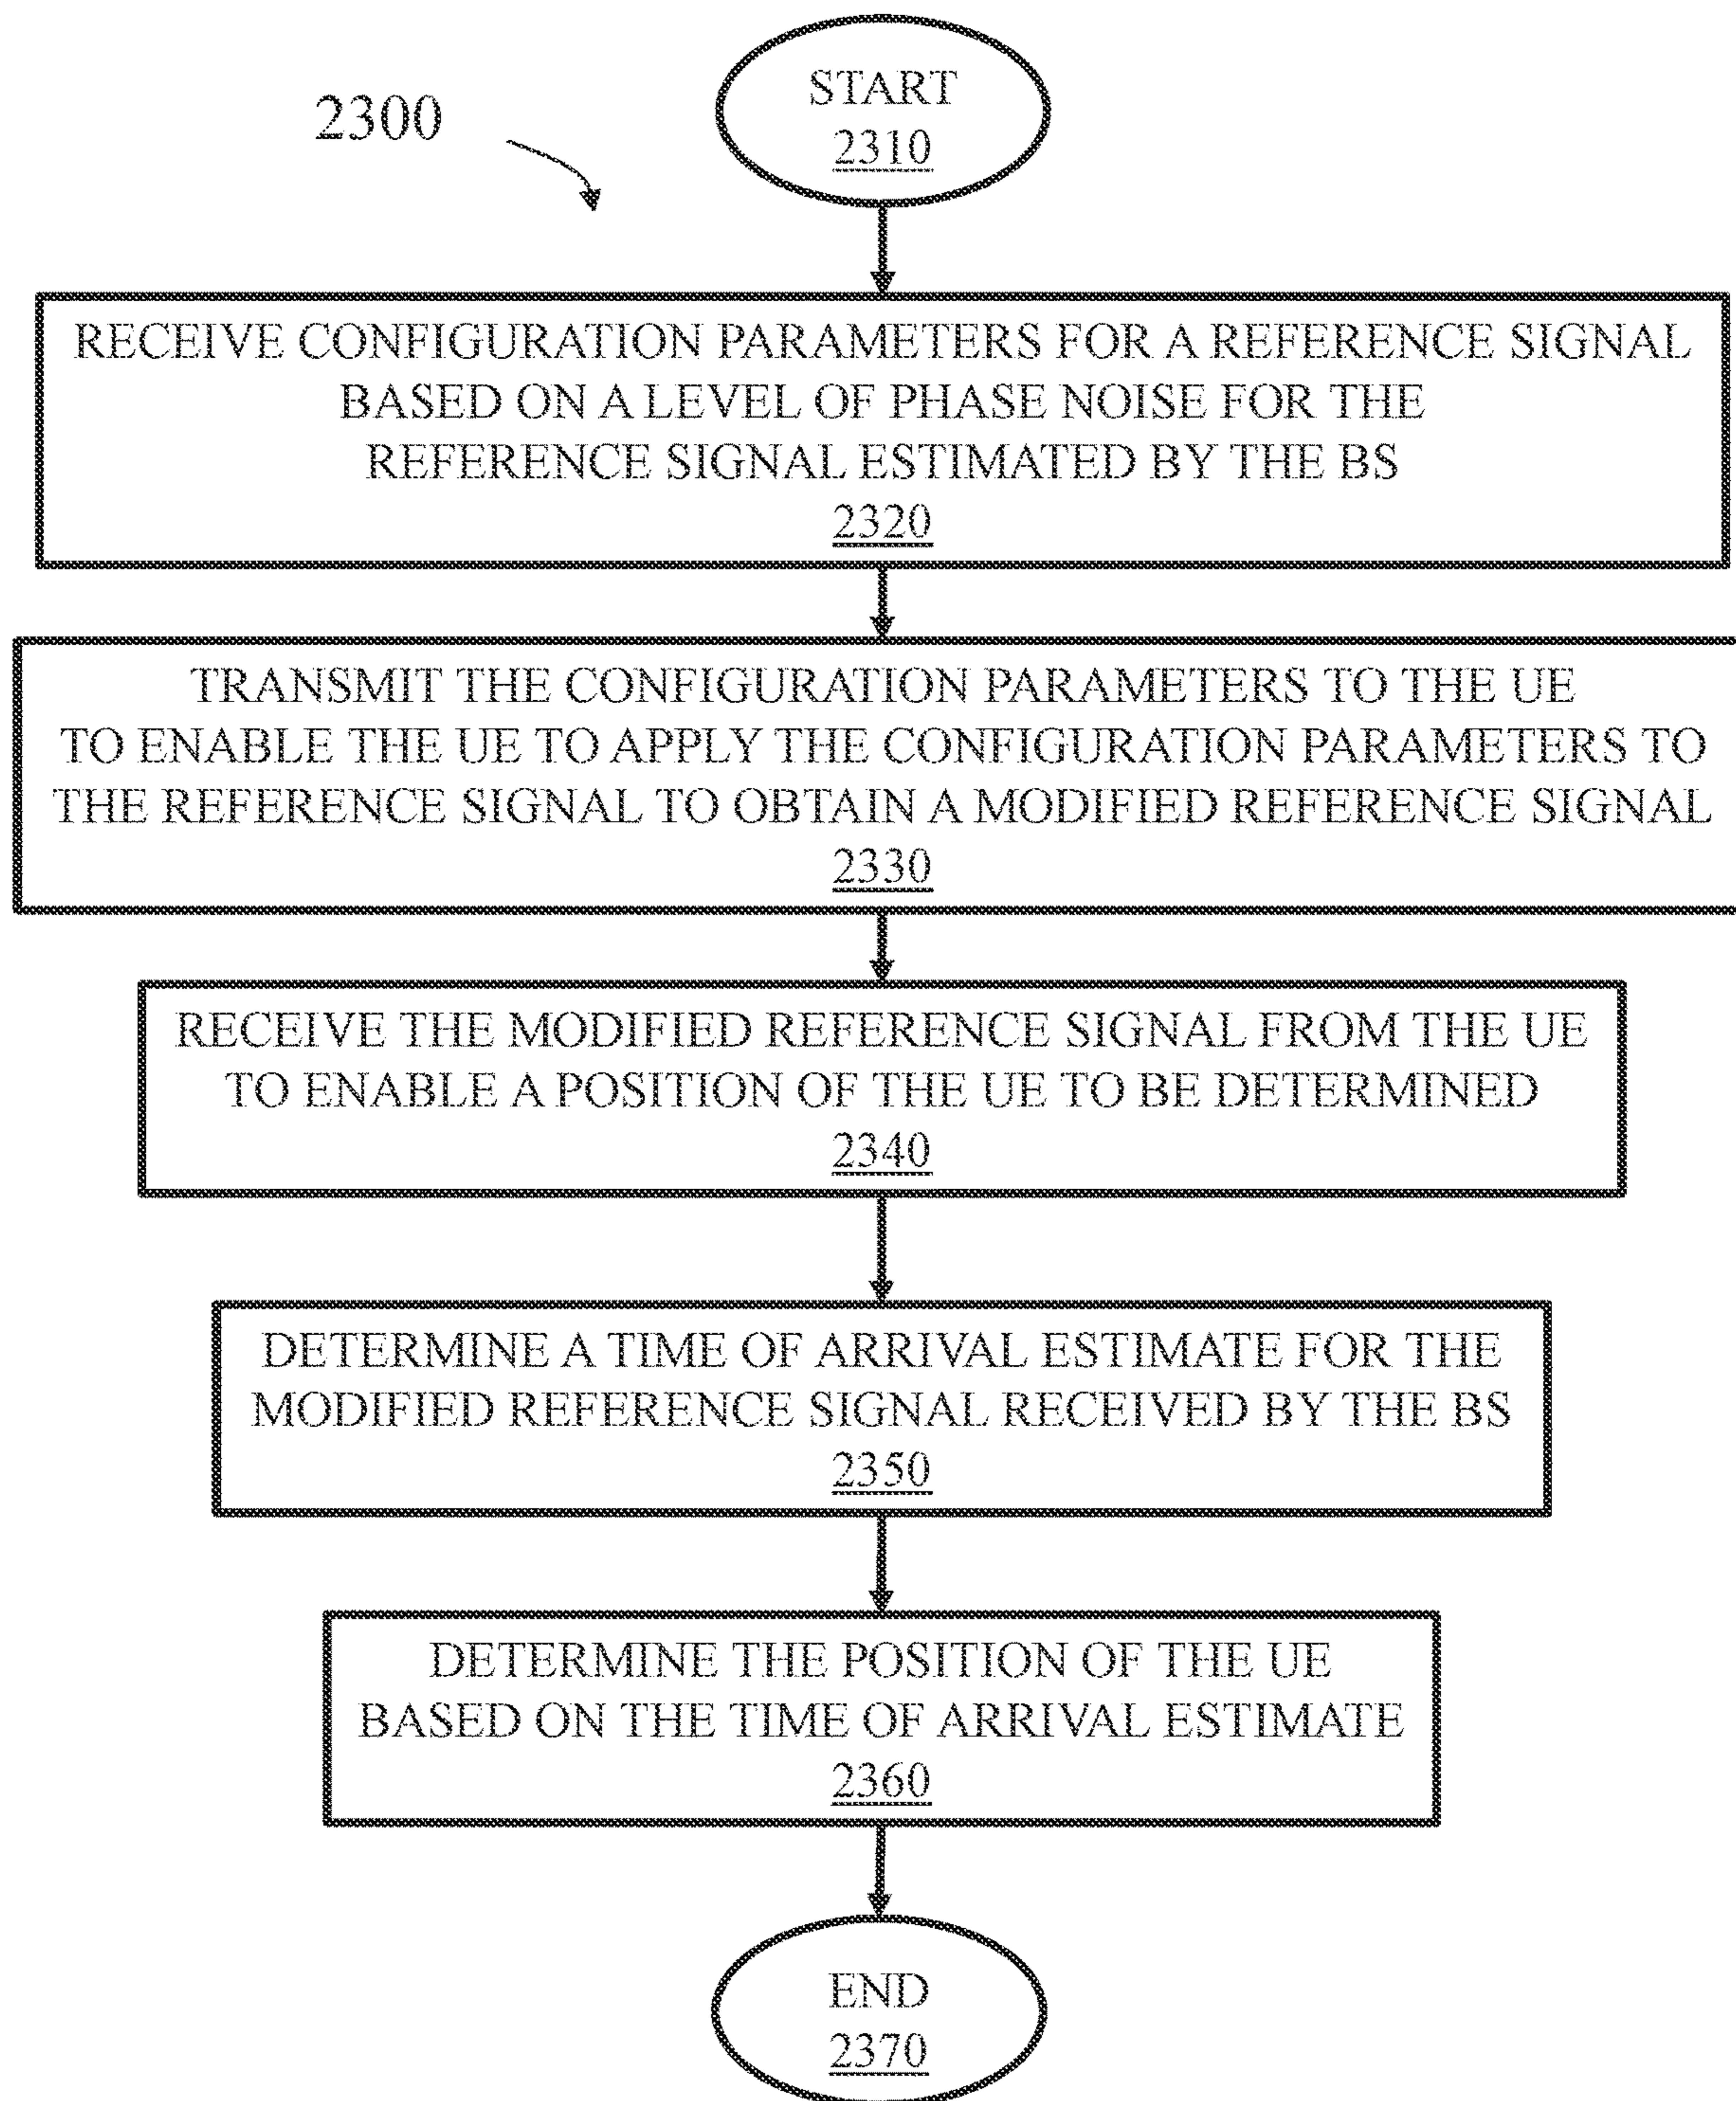 2300
START
2310
RECEIVE CONFIGURATION PARAMETERS FOR A REFERENCE SIGNAL
BASED ON A LEVEL OF PHASE NOISE FOR THE
REFERENCE SIGNAL ESTIMATED BY THE BS
2320
TRANSMIT THE CONFIGURATION PARAMETERS TO THE UE
TO ENABLE THE UE TO APPLY THE CONFIGURATION PARAMETERS TO
THE REFERENCE SIGNAL TO OBTAIN A MODIFIED REFERENCE SIGNAL
2330
RECEIVE THE MODIFIED REFERENCE SIGNAL FROM THE UE
TO ENABLE A POSITION OF THE UE TO BE DETERMINED
2340
DETERMINE A TIME OF ARRIVAL ESTIMATE FOR THE
MODIFIED REFERENCE SIGNAL RECEIVED BY THE BS
2350
DETERMINE THE POSITION OF THE UE
BASED ON THE TIME OF ARRIVAL ESTIMATE
2360
END
2370